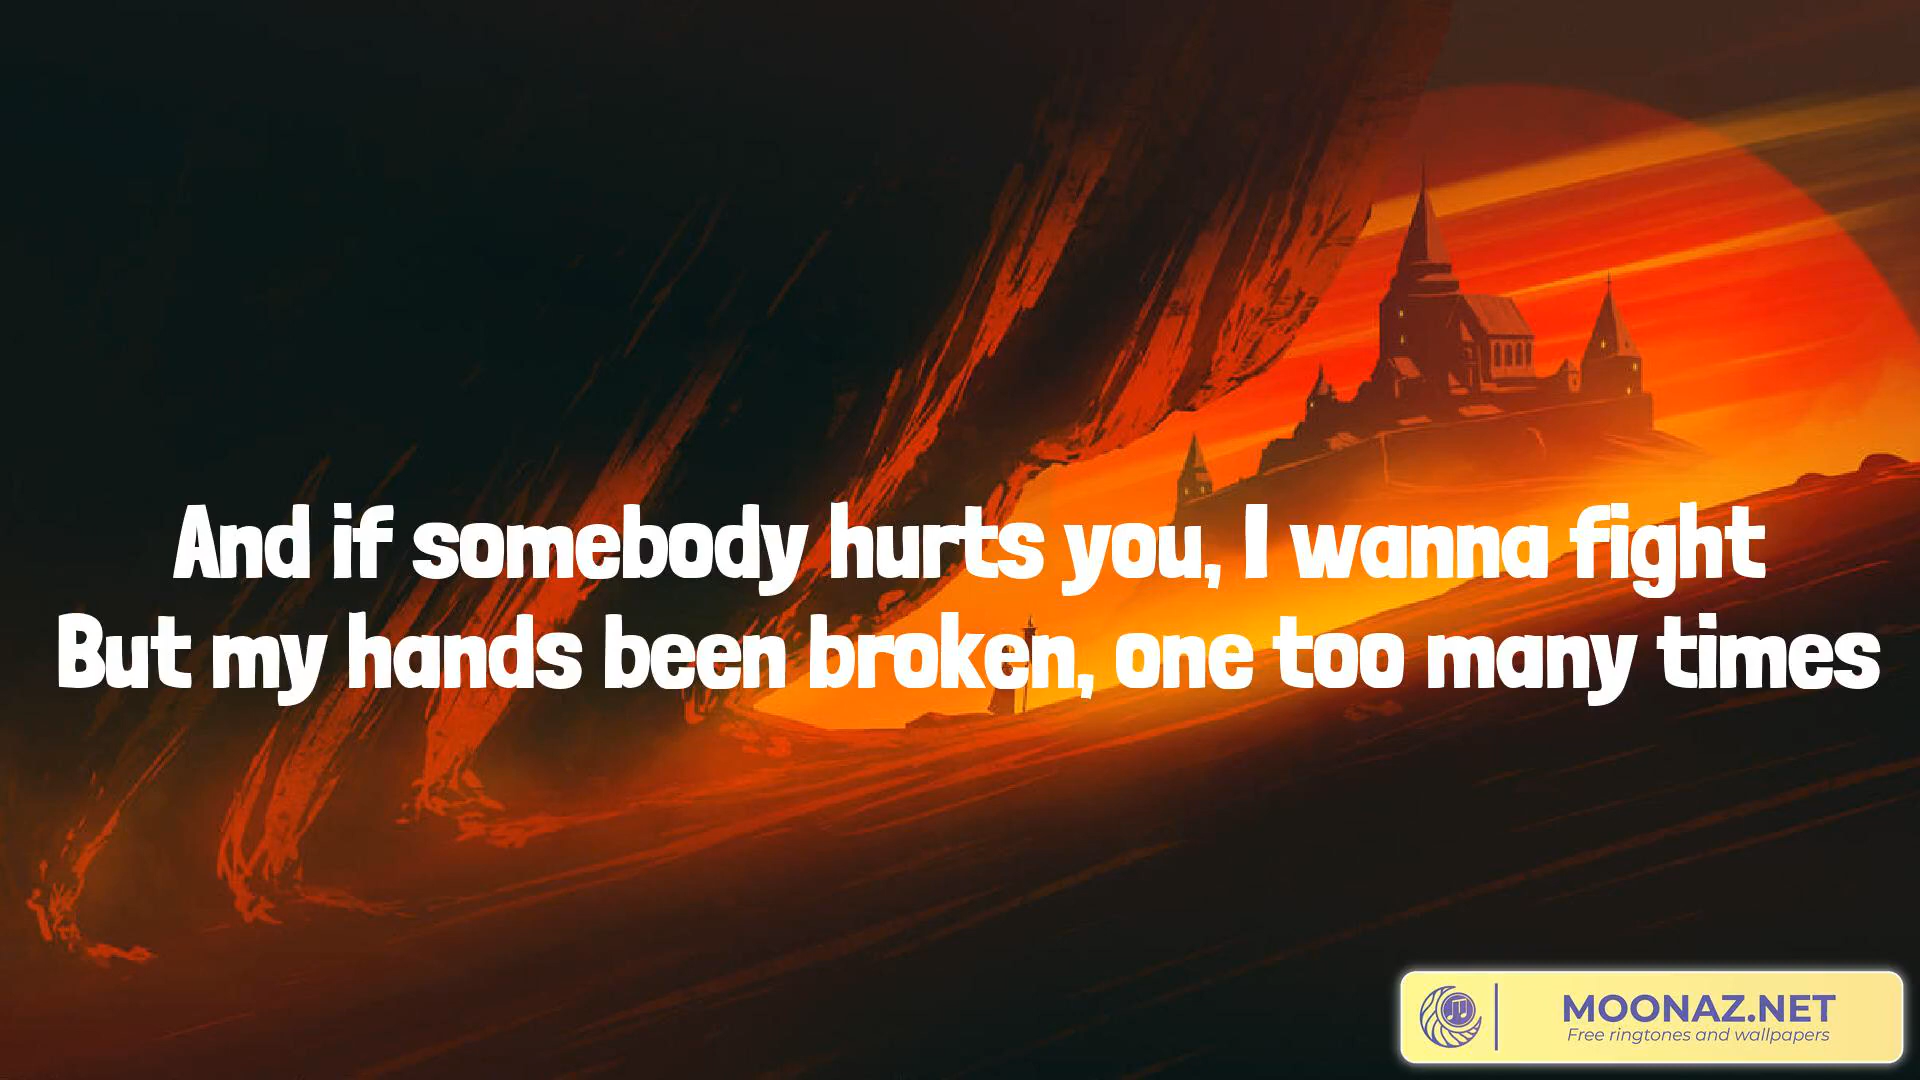 And if somebody hurts you, I wanna fight
But my hands been broken, one too many times
MOONAZ.NET
Free ringtones and wallpapers